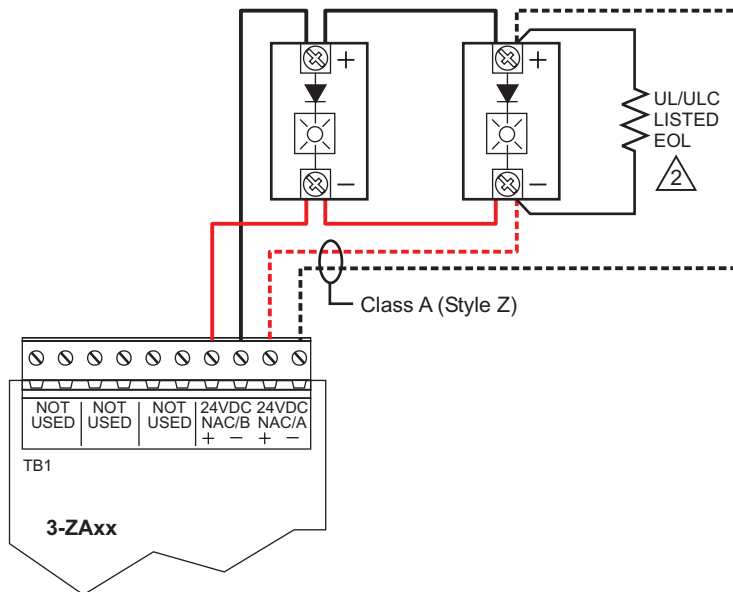 + +
UL/ULC
LISTED
EOL
2
− −
Class A (Style Z)
NOT NOT NOT 24VDC 24VDC
USED USED USED NAC/B NAC/A
+ − + −
TB1
3-ZAxx